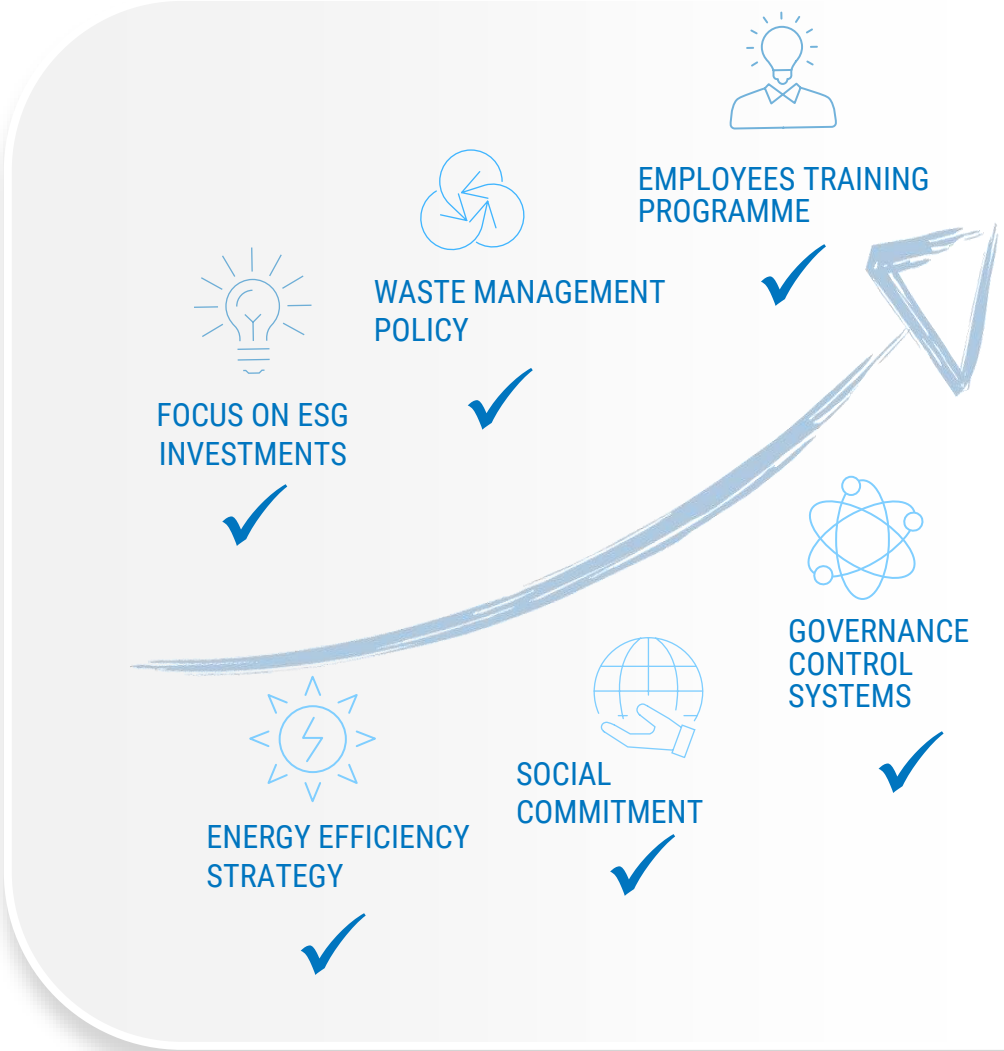 EMPLOYEES TRAINING
PROGRAMME
WASTE MANAGEMENT
POLICY
FOCUS ON ESG
INVESTMENTS
GOVERNANCE
CONTROL
SYSTEMS
SOCIAL
COMMITMENT
ENERGY EFFICIENCY
STRATEGY